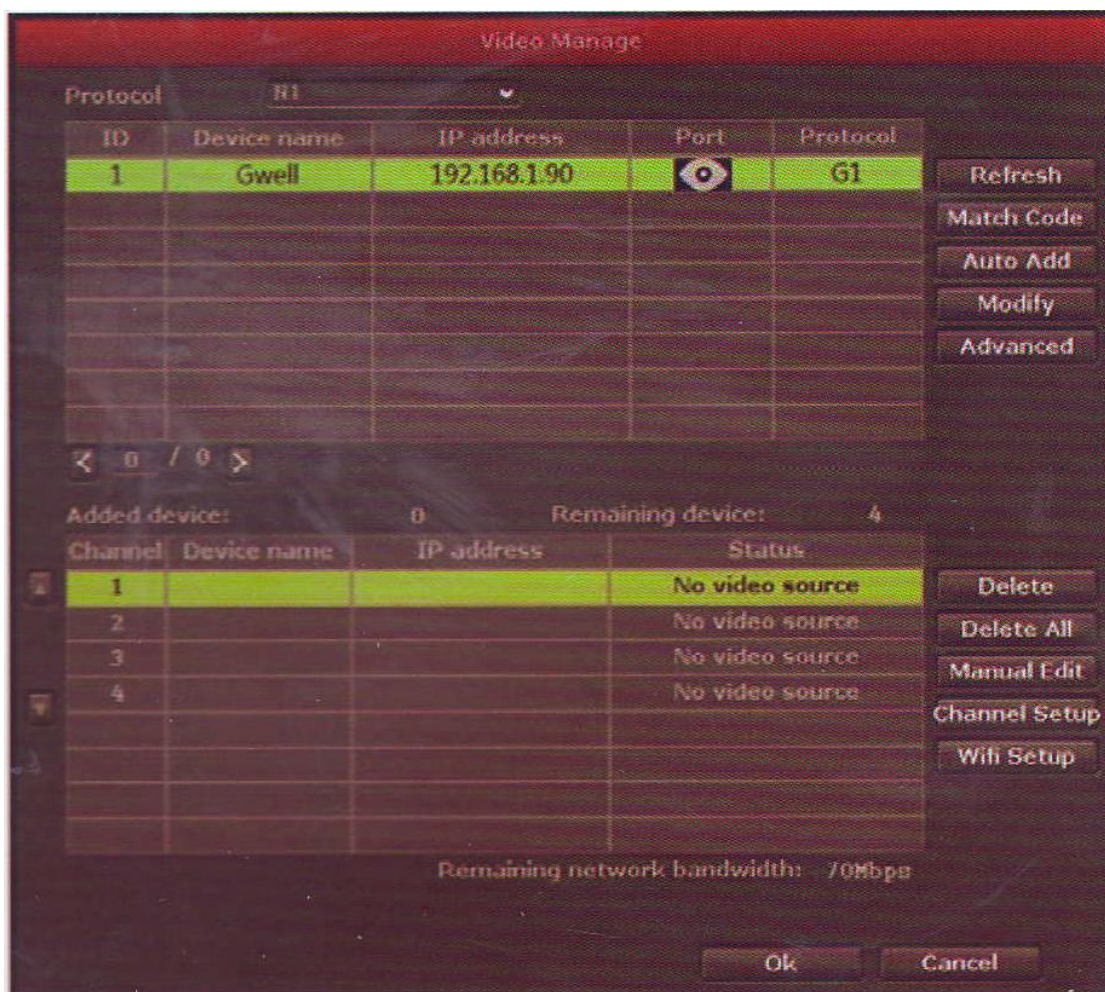 Video Manage
Protocol N1
ID Device name IP address Port Protocol
1 Gwell 192.168.1.90 G1
Refresh
Match Code
Auto Add
Modify
Advanced
< 0 / 0 >
Added device: 0 Remaining device: 4
Channel Device name IP address Status
1 No video source
2 No video source
3 No video source
4 No video source
Delete
Delete All
Manual Edit
Channel Setup
Wifi Setup
Remaining network bandwidth: 70Mbps
Ok Cancel